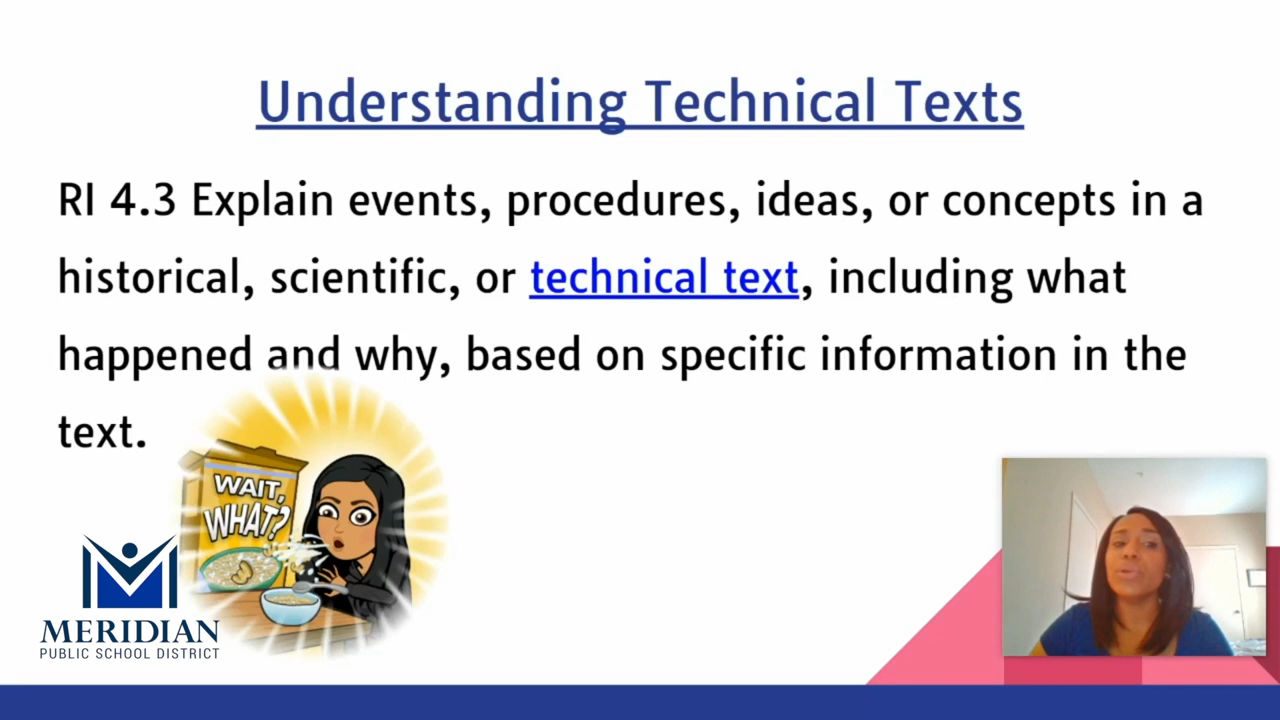 Understanding Technical Texts
RI 4.3 Explain events, procedures, ideas, or concepts in a
historical, scientific, or technical text, including what
happened and why, based on specific information in the
text.
WAIT,
WHAT?
MERIDIAN
PUBLIC SCHOOL DISTRICT